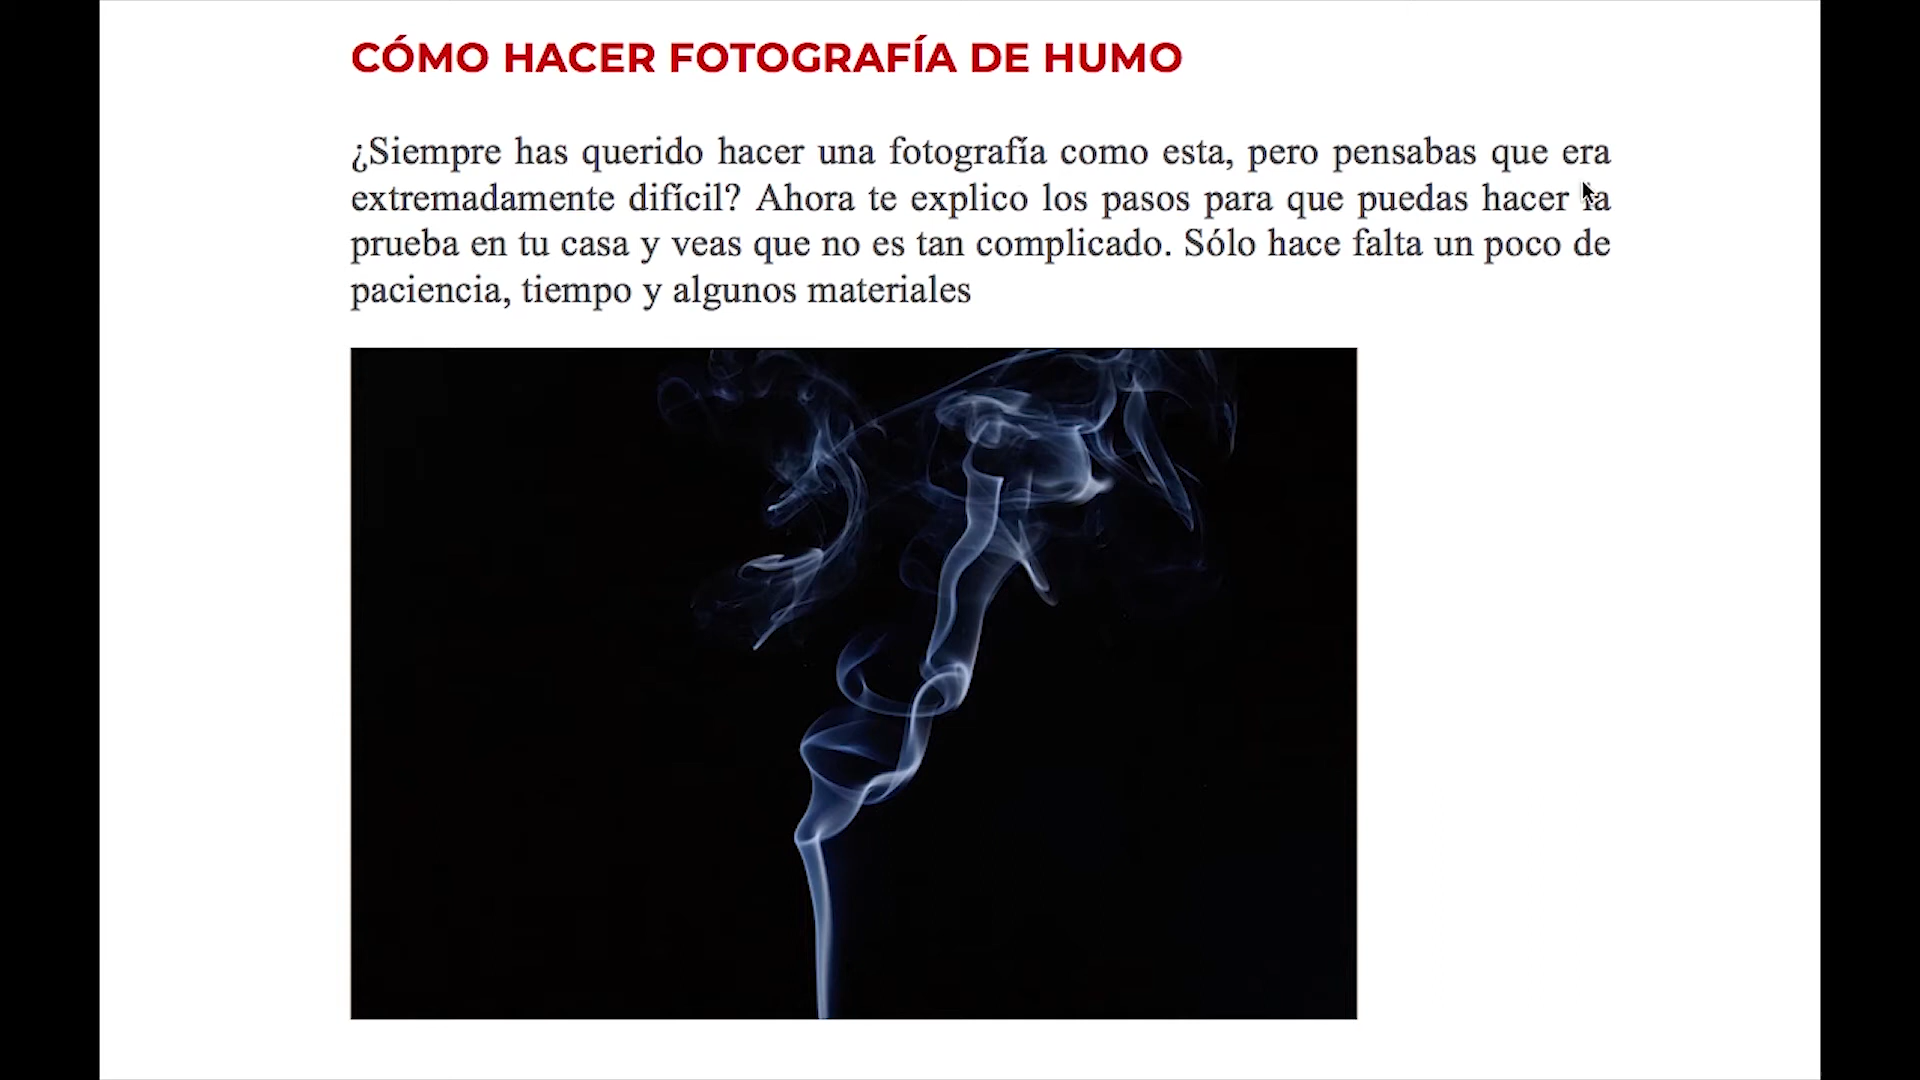 CÓMO HACER FOTOGRAFÍA DE HUMO
¿Siempre has querido hacer una fotografía como esta, pero pensabas que era
extremadamente difícil? Ahora te explico los pasos para que puedas hacer la
prueba en tu casa y veas que no es tan complicado. Sólo hace falta un poco de
paciencia, tiempo y algunos materiales